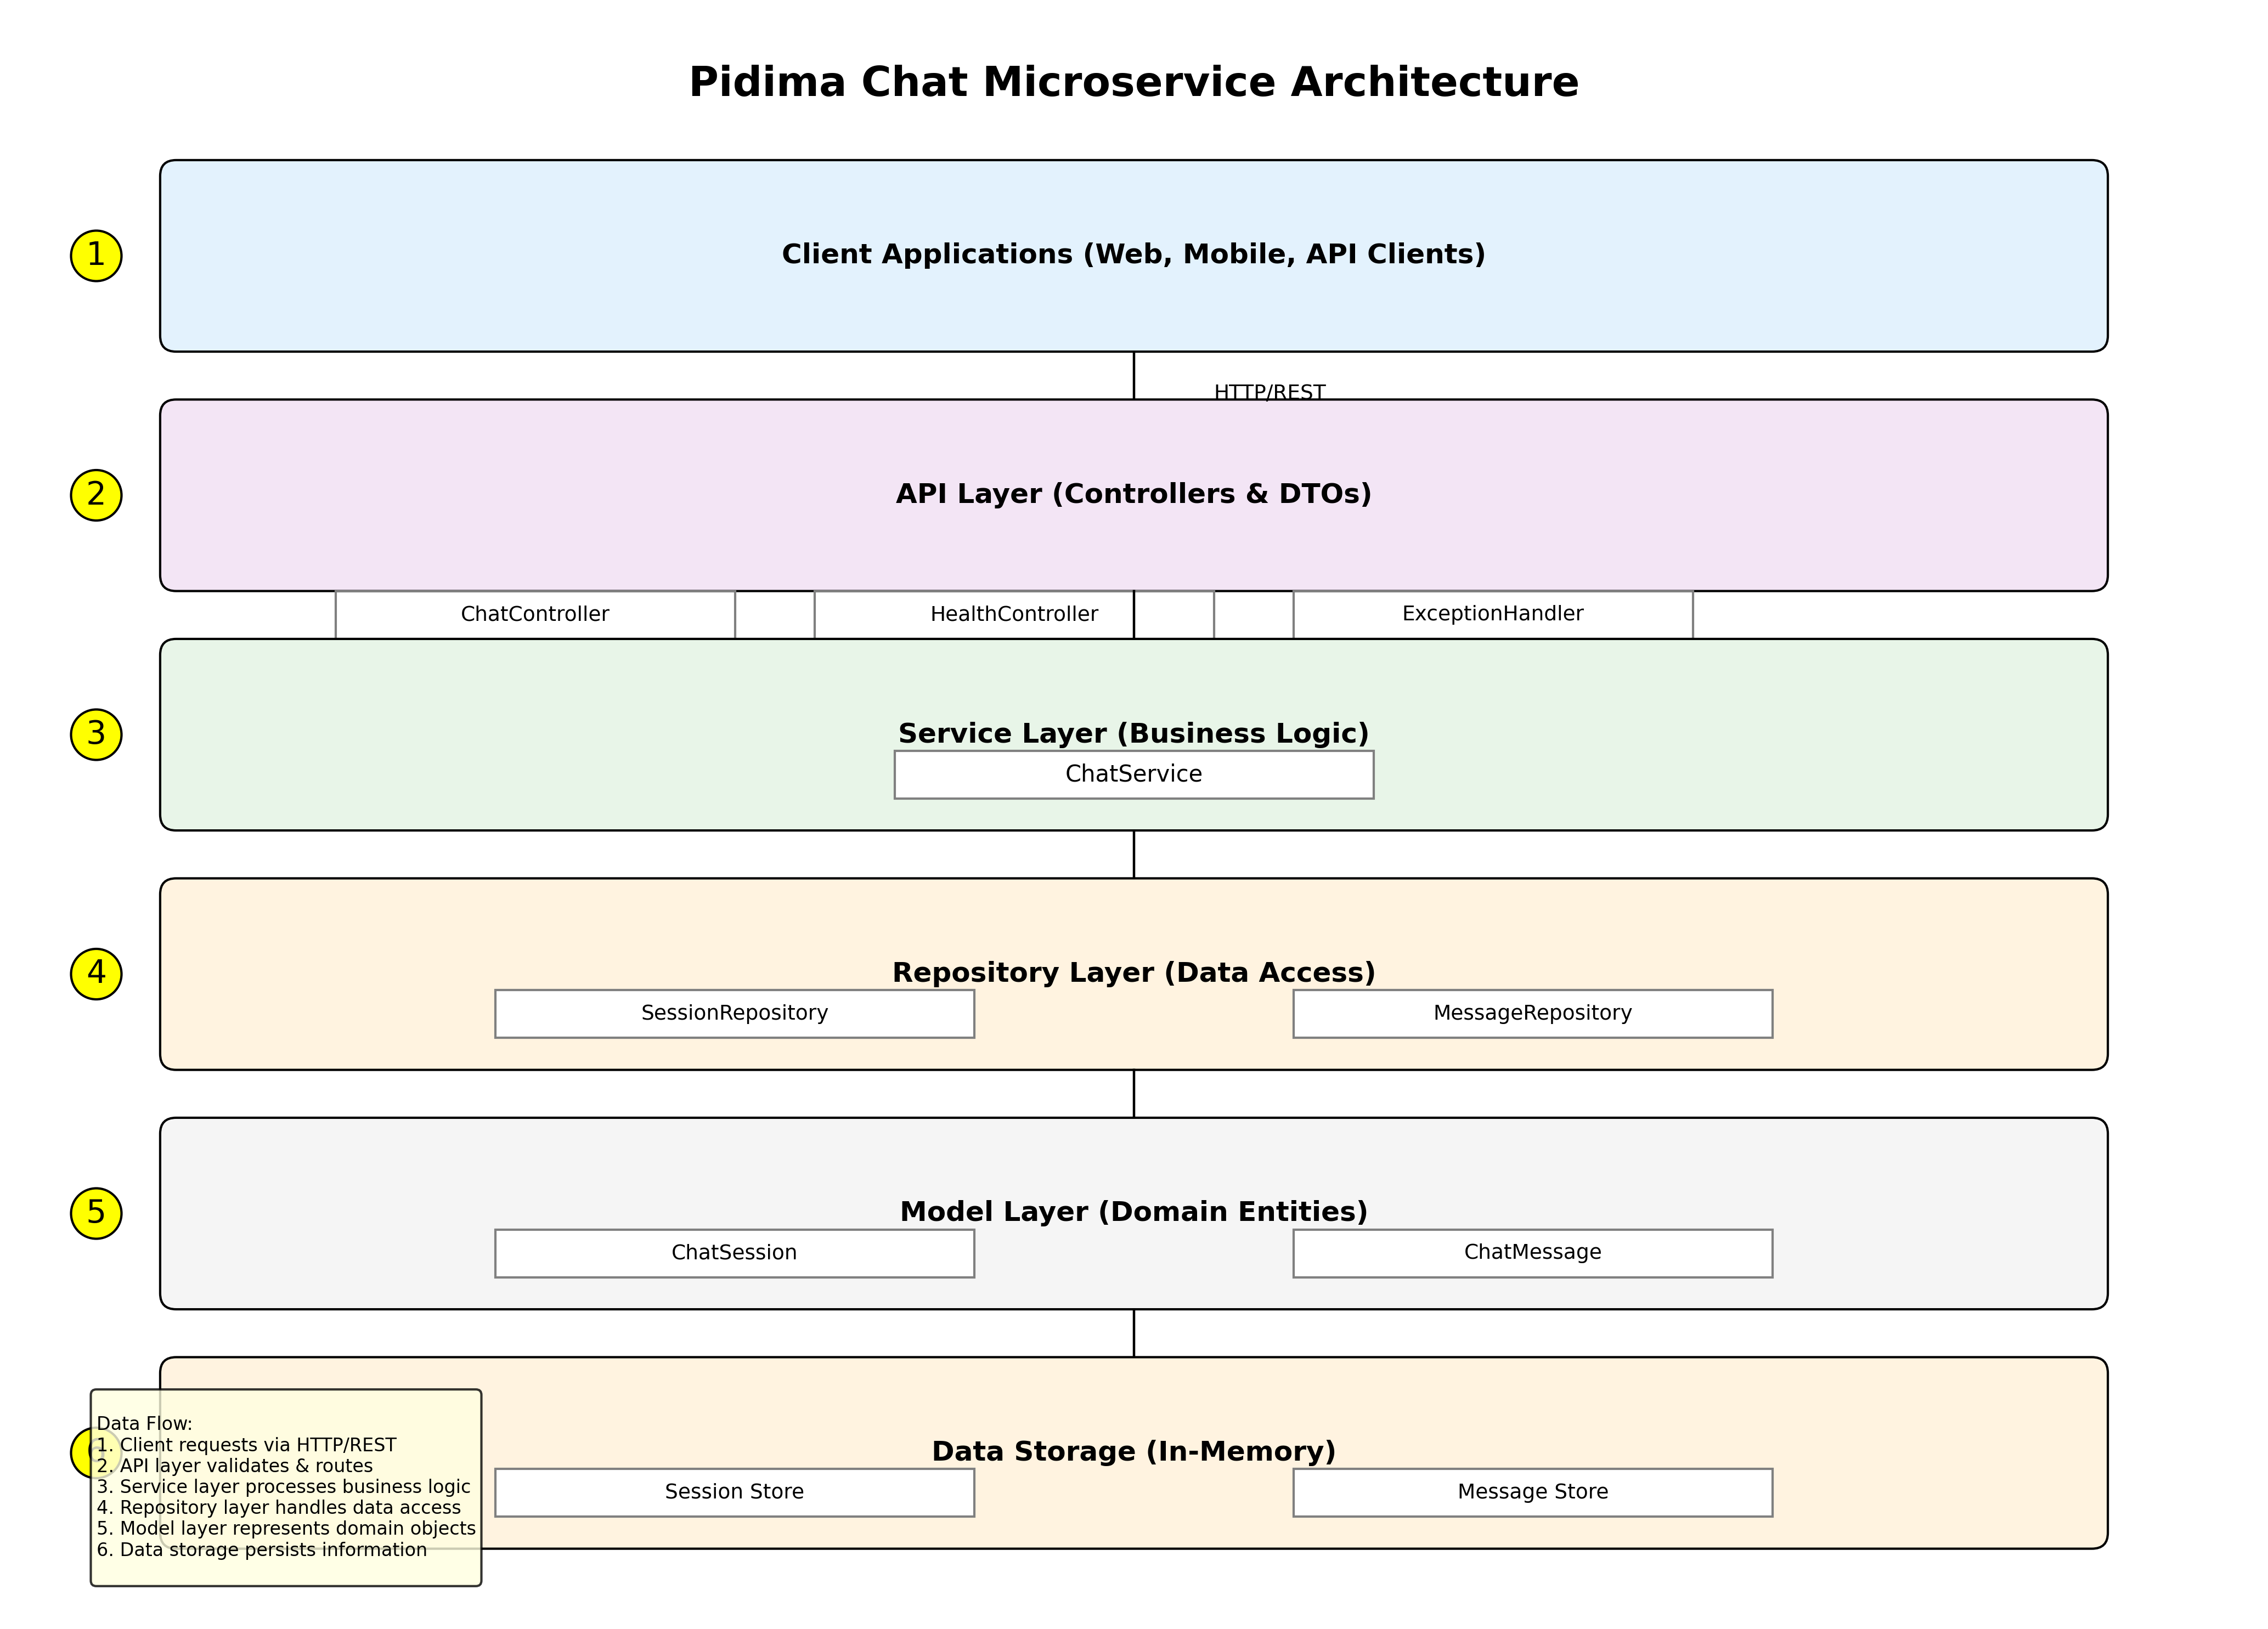 Pidima Chat Microservice Architecture
1
Client Applications (Web, Mobile, API Clients)
HTTP/REST
2
API Layer (Controllers & DTOs)
ChatController
HealthController
ExceptionHandler
3
Service Layer (Business Logic)
ChatService
4
Repository Layer (Data Access)
SessionRepository
MessageRepository
5
Model Layer (Domain Entities)
ChatSession
ChatMessage
6
Data Storage (In-Memory)
Session Store
Message Store
Data Flow:
1. Client requests via HTTP/REST
2. API layer validates & routes
3. Service layer processes business logic
4. Repository layer handles data access
5. Model layer represents domain objects
6. Data storage persists information